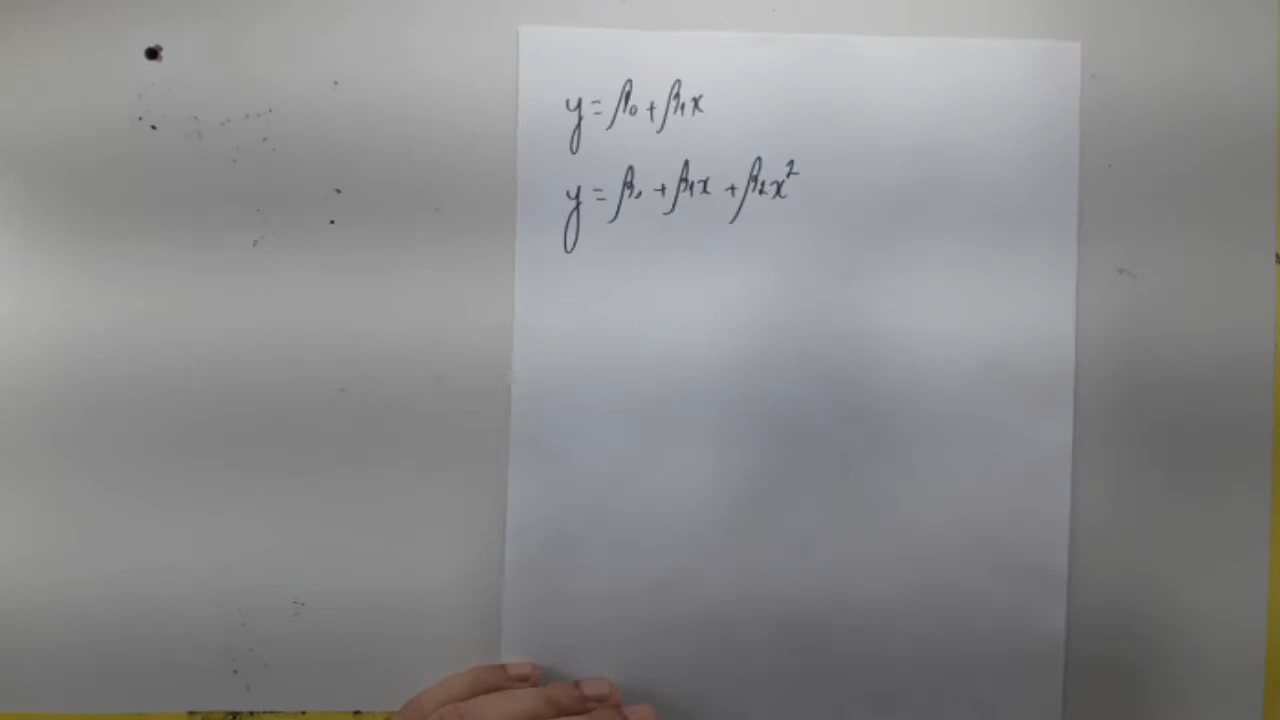 y = β₀ + β₁x
y = β₀ + β₁x + β₂x²